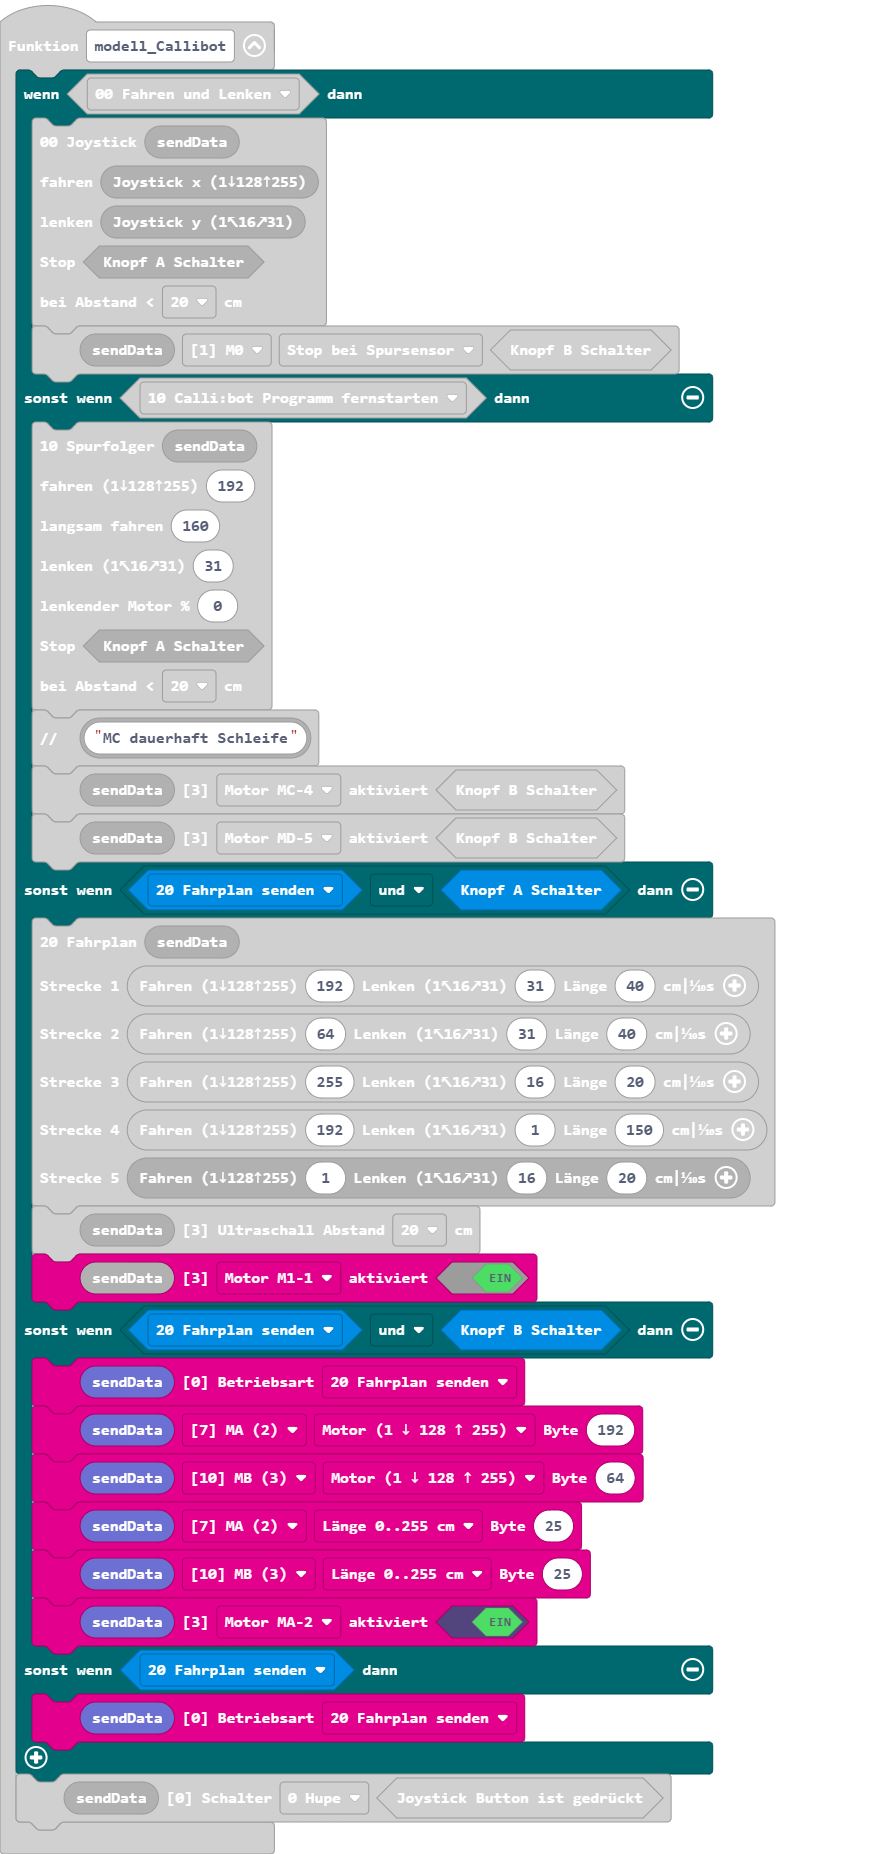 Funktion modell_Callibot
wenn 00 Fahren und Lenken dann
00 Joystick sendData
fahren Joystick x (1↓128↑255)
lenken Joystick y (1↖16↗31)
Stop Knopf A Schalter
bei Abstand < 20 cm
sendData [1] M0 Stop bei Spursensor Knopf B Schalter
sonst wenn 10 Calli:bot Programm fernstarten dann
10 Spurfolger sendData
fahren (1↓128↑255) 192
langsam fahren 160
lenken (1↖16↗31) 31
lenkender Motor % 0
Stop Knopf A Schalter
bei Abstand < 20 cm
// "MC dauerhaft Schleife"
sendData [3] Motor MC-4 aktiviert Knopf B Schalter
sendData [3] Motor MD-5 aktiviert Knopf B Schalter
sonst wenn 20 Fahrplan senden und Knopf A Schalter dann
20 Fahrplan sendData
Strecke 1 Fahren (1↓128↑255) 192 Lenken (1↖16↗31) 31 Länge 40 cm|⅒s
Strecke 2 Fahren (1↓128↑255) 64 Lenken (1↖16↗31) 31 Länge 40 cm|⅒s
Strecke 3 Fahren (1↓128↑255) 255 Lenken (1↖16↗31) 16 Länge 20 cm|⅒s
Strecke 4 Fahren (1↓128↑255) 192 Lenken (1↖16↗31) 1 Länge 150 cm|⅒s
Strecke 5 Fahren (1↓128↑255) 1 Lenken (1↖16↗31) 16 Länge 20 cm|⅒s
sendData [3] Ultraschall Abstand 20 cm
sendData [3] Motor M1-1 aktiviert EIN
sonst wenn 20 Fahrplan senden und Knopf B Schalter dann
sendData [0] Betriebsart 20 Fahrplan senden
sendData [7] MA (2) Motor (1 ↓ 128 ↑ 255) Byte 192
sendData [10] MB (3) Motor (1 ↓ 128 ↑ 255) Byte 64
sendData [7] MA (2) Länge 0..255 cm Byte 25
sendData [10] MB (3) Länge 0..255 cm Byte 25
sendData [3] Motor MA-2 aktiviert EIN
sonst wenn 20 Fahrplan senden dann
sendData [0] Betriebsart 20 Fahrplan senden
sendData [0] Schalter 0 Hupe Joystick Button ist gedrückt